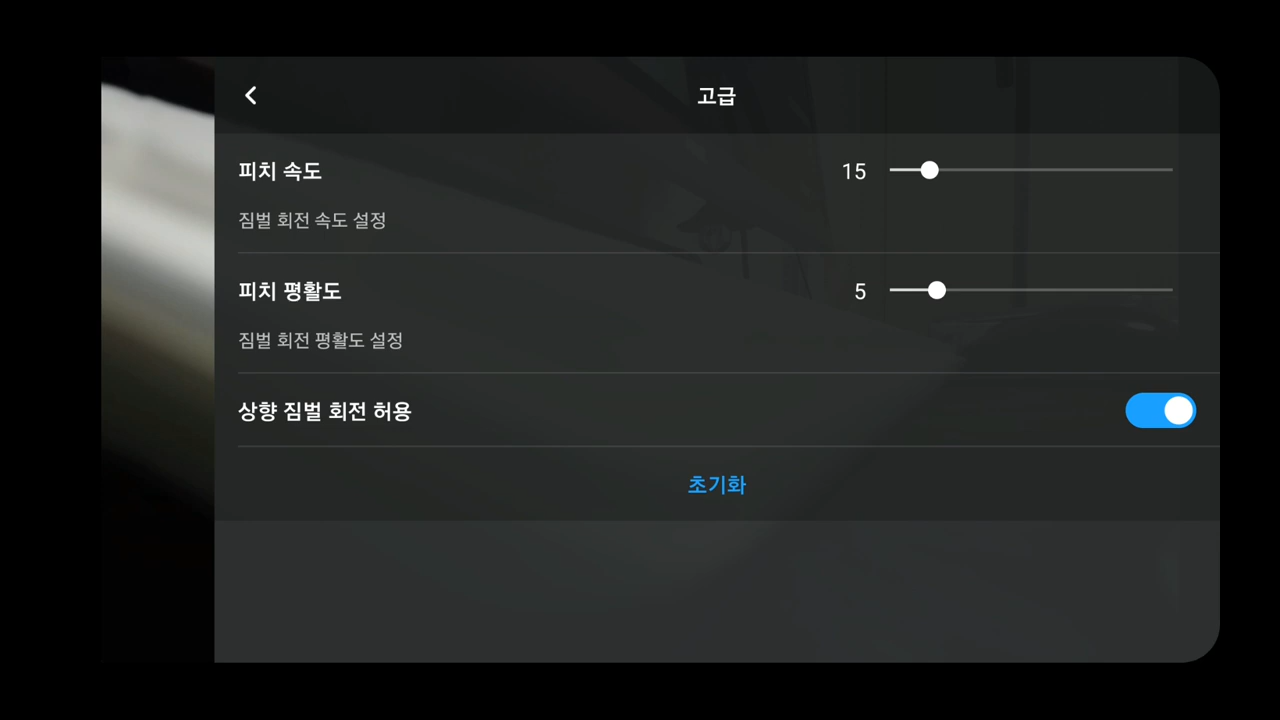 고급
피치 속도 15
짐벌 회전 속도 설정
피치 평활도 5
짐벌 회전 평활도 설정
상향 짐벌 회전 허용
초기화